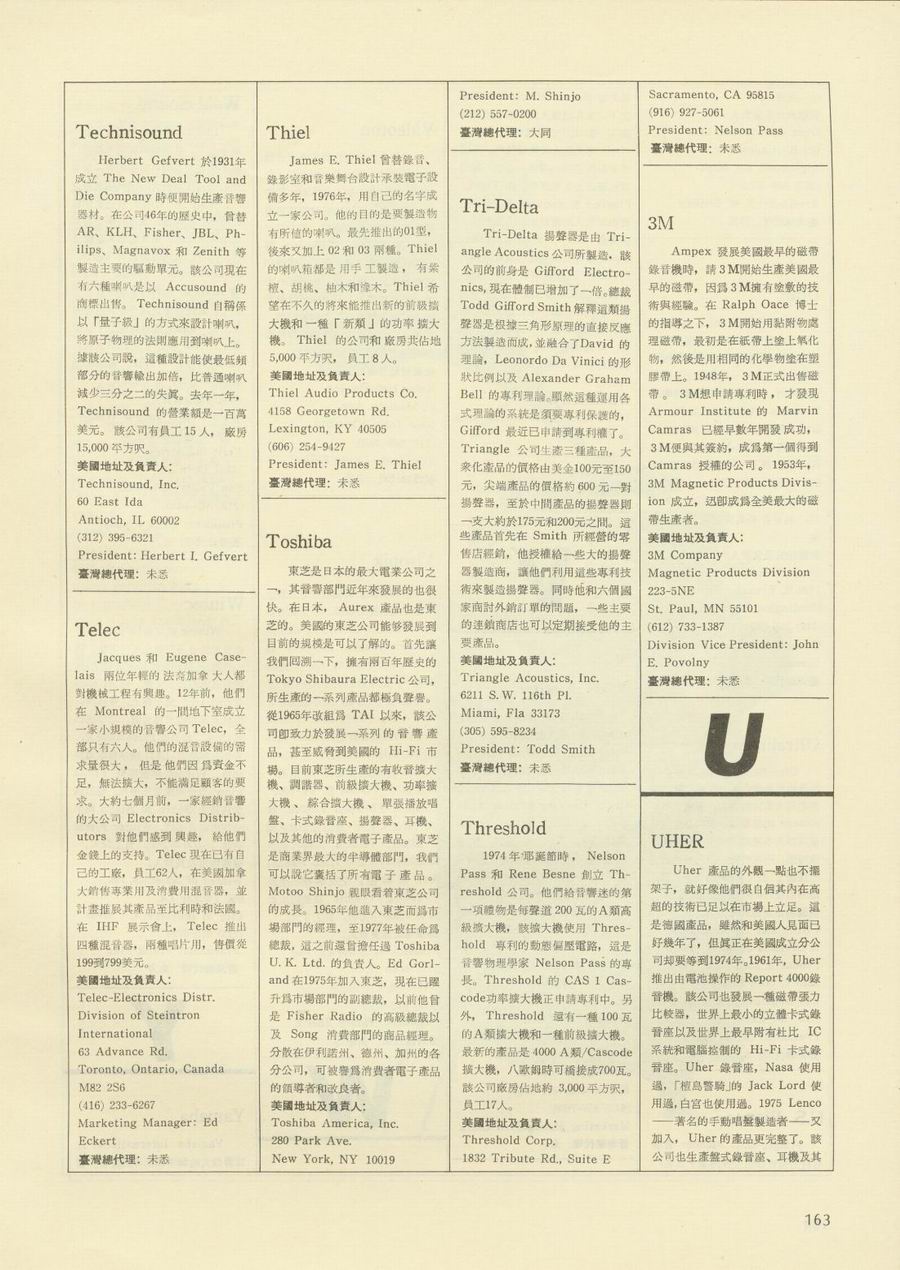 Technisound
Herbert Gefvert 於1931年
成立 The New Deal Tool and
Die Company 時便開始生產音響
器材。在公司46年的歷史中，曾替
AR、KLH、Fisher、JBL、Ph-
ilips、Magnavox 和 Zenith 等
製造主要的驅動單元。該公司現在
有六種喇叭是以 Accusound 的
商標出售。 Technisound 自稱係
以「量子級」的方式來設計喇叭，
將原子物理的法則應用到喇叭上。
據該公司說，這種設計能使最低頻
部分的音響輸出加倍，比普通喇叭
減少三分之二的失眞。去年一年，
Technisound 的營業額是一百萬
美元。 該公司有員工 15 人， 廠房
15,000 平方呎。
美國地址及負責人：
Technisound, Inc.
60 East Ida
Antioch, IL 60002
(312) 395-6321
President: Herbert I. Gefvert
臺灣總代理：未悉
Telec
Jacques 和 Eugene Case-
lais 兩位年輕的 法裔加拿 大人都
對機械工程有興趣。12年前，他們
在 Montreal 的一間地下室成立
一家小規模的音響公司 Telec，全
部只有六人。他們的混音設備的需
求量很大 ， 但是 他們因 爲資金不
足，無法擴大，不能滿足顧客的要
求。大約七個月前，一家經銷音響
的大公司 Electronics Distrib-
utors 對他們感到 興趣， 給他們
金錢上的支持。Telec 現在已有自
己的工廠，員工62人，在美國加拿
大銷售專業用及消費用混音器，並
計畫推展其產品至比利時和法國。
在 IHF 展示會上， Telec 推出
四種混音器，兩種唱片用，售價從
199到799美元。
美國地址及負責人：
Telec-Electronics Distr.
Division of Steintron
International
63 Advance Rd.
Toronto, Ontario, Canada
M82 2S6
(416) 233-6267
Marketing Manager: Ed
Eckert
臺灣總代理：未悉
Thiel
James E. Thiel 曾替錄音、
錄影室和音樂舞台設計承裝電子設
備多年，1976年，用自己的名字成
立一家公司。他的目的是要製造物
有所值的喇叭。最先推出的01型，
後來又加上 02 和 03 兩種。Thiel
的喇叭箱都是 用手 工製造 ， 有紫
檀、胡桃、柚木和橡木。Thiel 希
望在不久的將來能推出新的前級擴
大機和 一種「 新類 」的功率 擴大
機。 Thiel 的公司和 廠房共佔地
5,000 平方呎， 員工 8 人。
美國地址及負責人：
Thiel Audio Products Co.
4158 Georgetown Rd.
Lexington, KY 40505
(606) 254-9427
President: James E. Thiel
臺灣總代理：未悉
Toshiba
東芝是日本的最大電業公司之
一，其音響部門近年來發展的也很
快。在日本， Aurex 產品也是東
芝的。美國的東芝公司能够發展到
目前的規模是可以了解的。首先讓
我們回溯一下，擁有兩百年歷史的
Tokyo Shibaura Electric 公司，
所生產的一系列產品都極負聲譽。
從1965年改組爲 TAI 以來，該公
司卽致力於發展一系列 的 音 響 產
品，甚至威脅到美國的 Hi-Fi 市
場。目前東芝所生產的有收音擴大
機、調諧器、前級擴大機、功率擴
大機 、 綜合擴大機 、 單張播放唱
盤、卡式錄音座、揚聲器、耳機、
以及其他的消費者電子產品。東芝
是商業界最大的半導體部門，我們
可以說它囊括了所有電 子 產 品 。
Motoo Shinjo 親眼看着東芝公司
的成長。1965年他進入東芝而爲市
場部門的經理，至1977年被任命爲
總裁，這之前還曾擔任過 Toshiba
U. K. Ltd. 的負責人。Ed Gorl-
and 在1975年加入東芝，現在已躍
升爲市場部門的副總裁，以前他曾
是 Fisher Radio 的高級總裁以
及 Song 消費部門的商品經理。
分散在伊利諾州、德州、加州的各
分公司，可被譽爲消費者電子產品
的領導者和改良者。
美國地址及負責人：
Toshiba America, Inc.
280 Park Ave.
New York, NY 10019
President: M. Shinjo
(212) 557-0200
臺灣總代理：大同
Tri-Delta
Tri-Delta 揚聲器是由 Tri-
angle Acoustics 公司所製造，該
公司的前身是 Gifford Electro-
nics，現在體制已增加了一倍。總裁
Todd Gifford Smith 解釋這類揚
聲器是根據三角形原理的直接反應
方法製造而成，並融合了David 的
理論，Leonordo Da Vinci 的形
狀比例以及 Alexander Graham
Bell 的專利理論。顯然這種運用各
式理論的系統是須要專利保護的，
Gifford 最近已申請到專利權了。
Triangle 公司生產三種產品，大
衆化產品的價格由美金100元至150
元，尖端產品的價格約 600 元一對
揚聲器，至於中間產品的揚聲器則
一支大約於175元和200元之間。這
些產品首先在 Smith 所經營的零
售店經銷，他授權給一些大的揚聲
器製造商，讓他們利用這些專利技
術來製造揚聲器。同時他和六個國
家商討外銷訂單的問題，一些主要
的連鎖商店也可以定期接受他的主
要產品。
美國地址及負責人：
Triangle Acoustics, Inc.
6211 S. W. 116th Pl.
Miami, Fla 33173
(305) 595-8234
President: Todd Smith
臺灣總代理：未悉
Threshold
1974 年耶誕節時， Nelson
Pass 和 Rene Besne 創立 Th-
reshold 公司。他們給音響迷的第
一項禮物是每聲道 200 瓦的A類高
級擴大機，該擴大機使用 Thres-
hold 專利的動態偏壓電路，這是
音響物理學家 Nelson Pass 的專
長。Threshold 的 CAS 1 Cas-
code功率擴大機正申請專利中。另
外， Threshold 還有一種 100 瓦
的A類擴大機和一種前級擴大機。
最新的產品是 4000 A類/Cascode
擴大機，八歐姆時可橋接成700瓦。
該公司廠房佔地約 3,000 平方呎，
員工17人。
美國地址及負責人：
Threshold Corp.
1832 Tribute Rd., Suite E
Sacramento, CA 95815
(916) 927-5061
President: Nelson Pass
臺灣總代理：未悉
3M
Ampex 發展美國最早的磁帶
錄音機時，請 3 M開始生產美國最
早的磁帶，因爲 3 M擁有塗敷的技
術與經驗。在 Ralph Oace 博士
的指導之下， 3 M開始用黏附物處
理磁帶，最初是在紙帶上塗上氧化
物，然後是用相同的化學物塗在塑
膠帶上。1948年， 3 M正式出售磁
帶 。 3 M想申請專利時 ，才發現
Armour Institute 的 Marvin
Camras 已經早數年開發 成功，
3 M便與其簽約，成爲第一個得到
Camras 授權的公司 。 1953年，
3M Magnetic Products Divis-
ion 成立，迅卽成爲全美最大的磁
帶生產者。
美國地址及負責人：
3M Company
Magnetic Products Division
223-5NE
St. Paul, MN 55101
(612) 733-1387
Division Vice President: John
E. Povolny
臺灣總代理：未悉
U
UHER
Uher 產品的外觀一點也不擺
架子，就好像他們很自信其內在高
超的技術已足以在市場上立足。這
是德國產品，雖然和美國人見面已
好幾年了，但眞正在美國成立分公
司却要等到1974年。1961年，Uher
推出由電池操作的 Report 4000錄
音機。該公司也發展一種磁帶張力
比較器，世界上最小的立體卡式錄
音座以及世界上最早附有杜比 IC
系統和電腦控制的 Hi-Fi 卡式錄
音座。Uher 錄音座，Nasa 使用
過，「檀島警騎」的 Jack Lord 使
用過，白宮也使用過。1975 Lenco
——著名的手動唱盤製造者——又
加入， Uher 的產品更完整了。該
公司也生產盤式錄音座、耳機及其
163